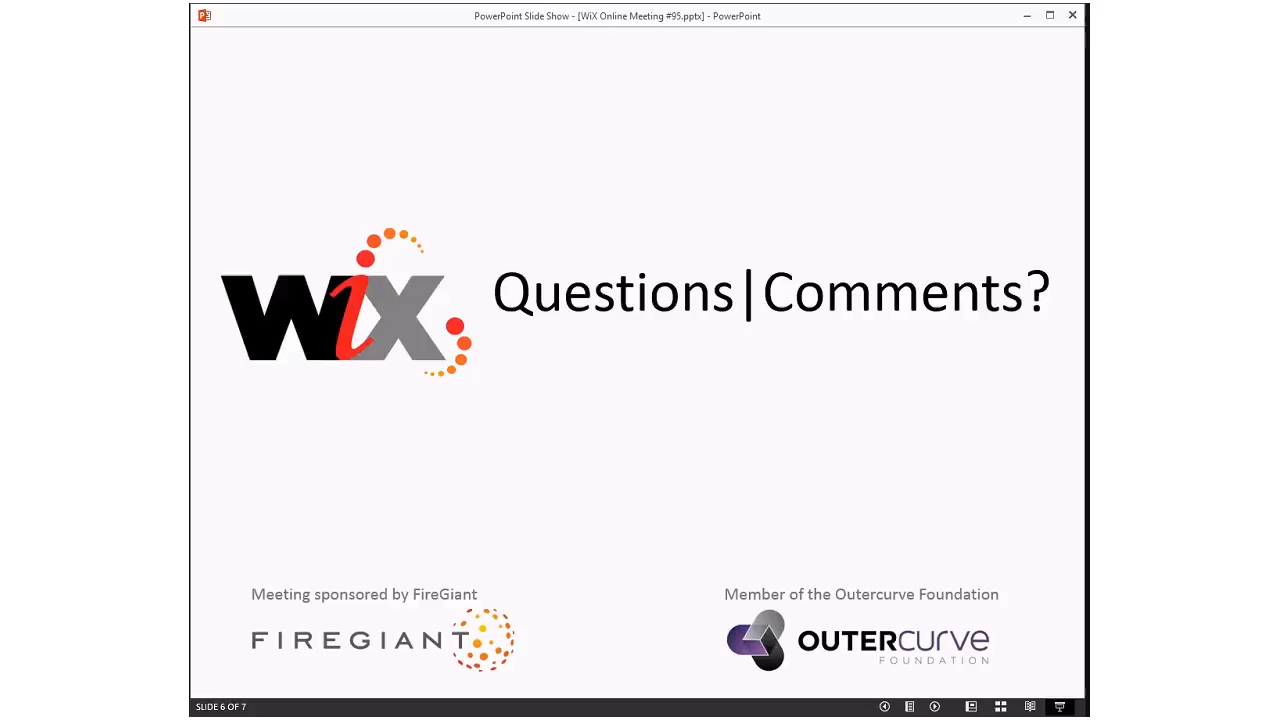 PowerPoint Slide Show - [WiX Online Meeting #95.pptx] - PowerPoint
WiX
Questions|Comments?
Meeting sponsored by FireGiant
FIREGIANT
Member of the Outercurve Foundation
OUTERCURVE
FOUNDATION
SLIDE 6 OF 7